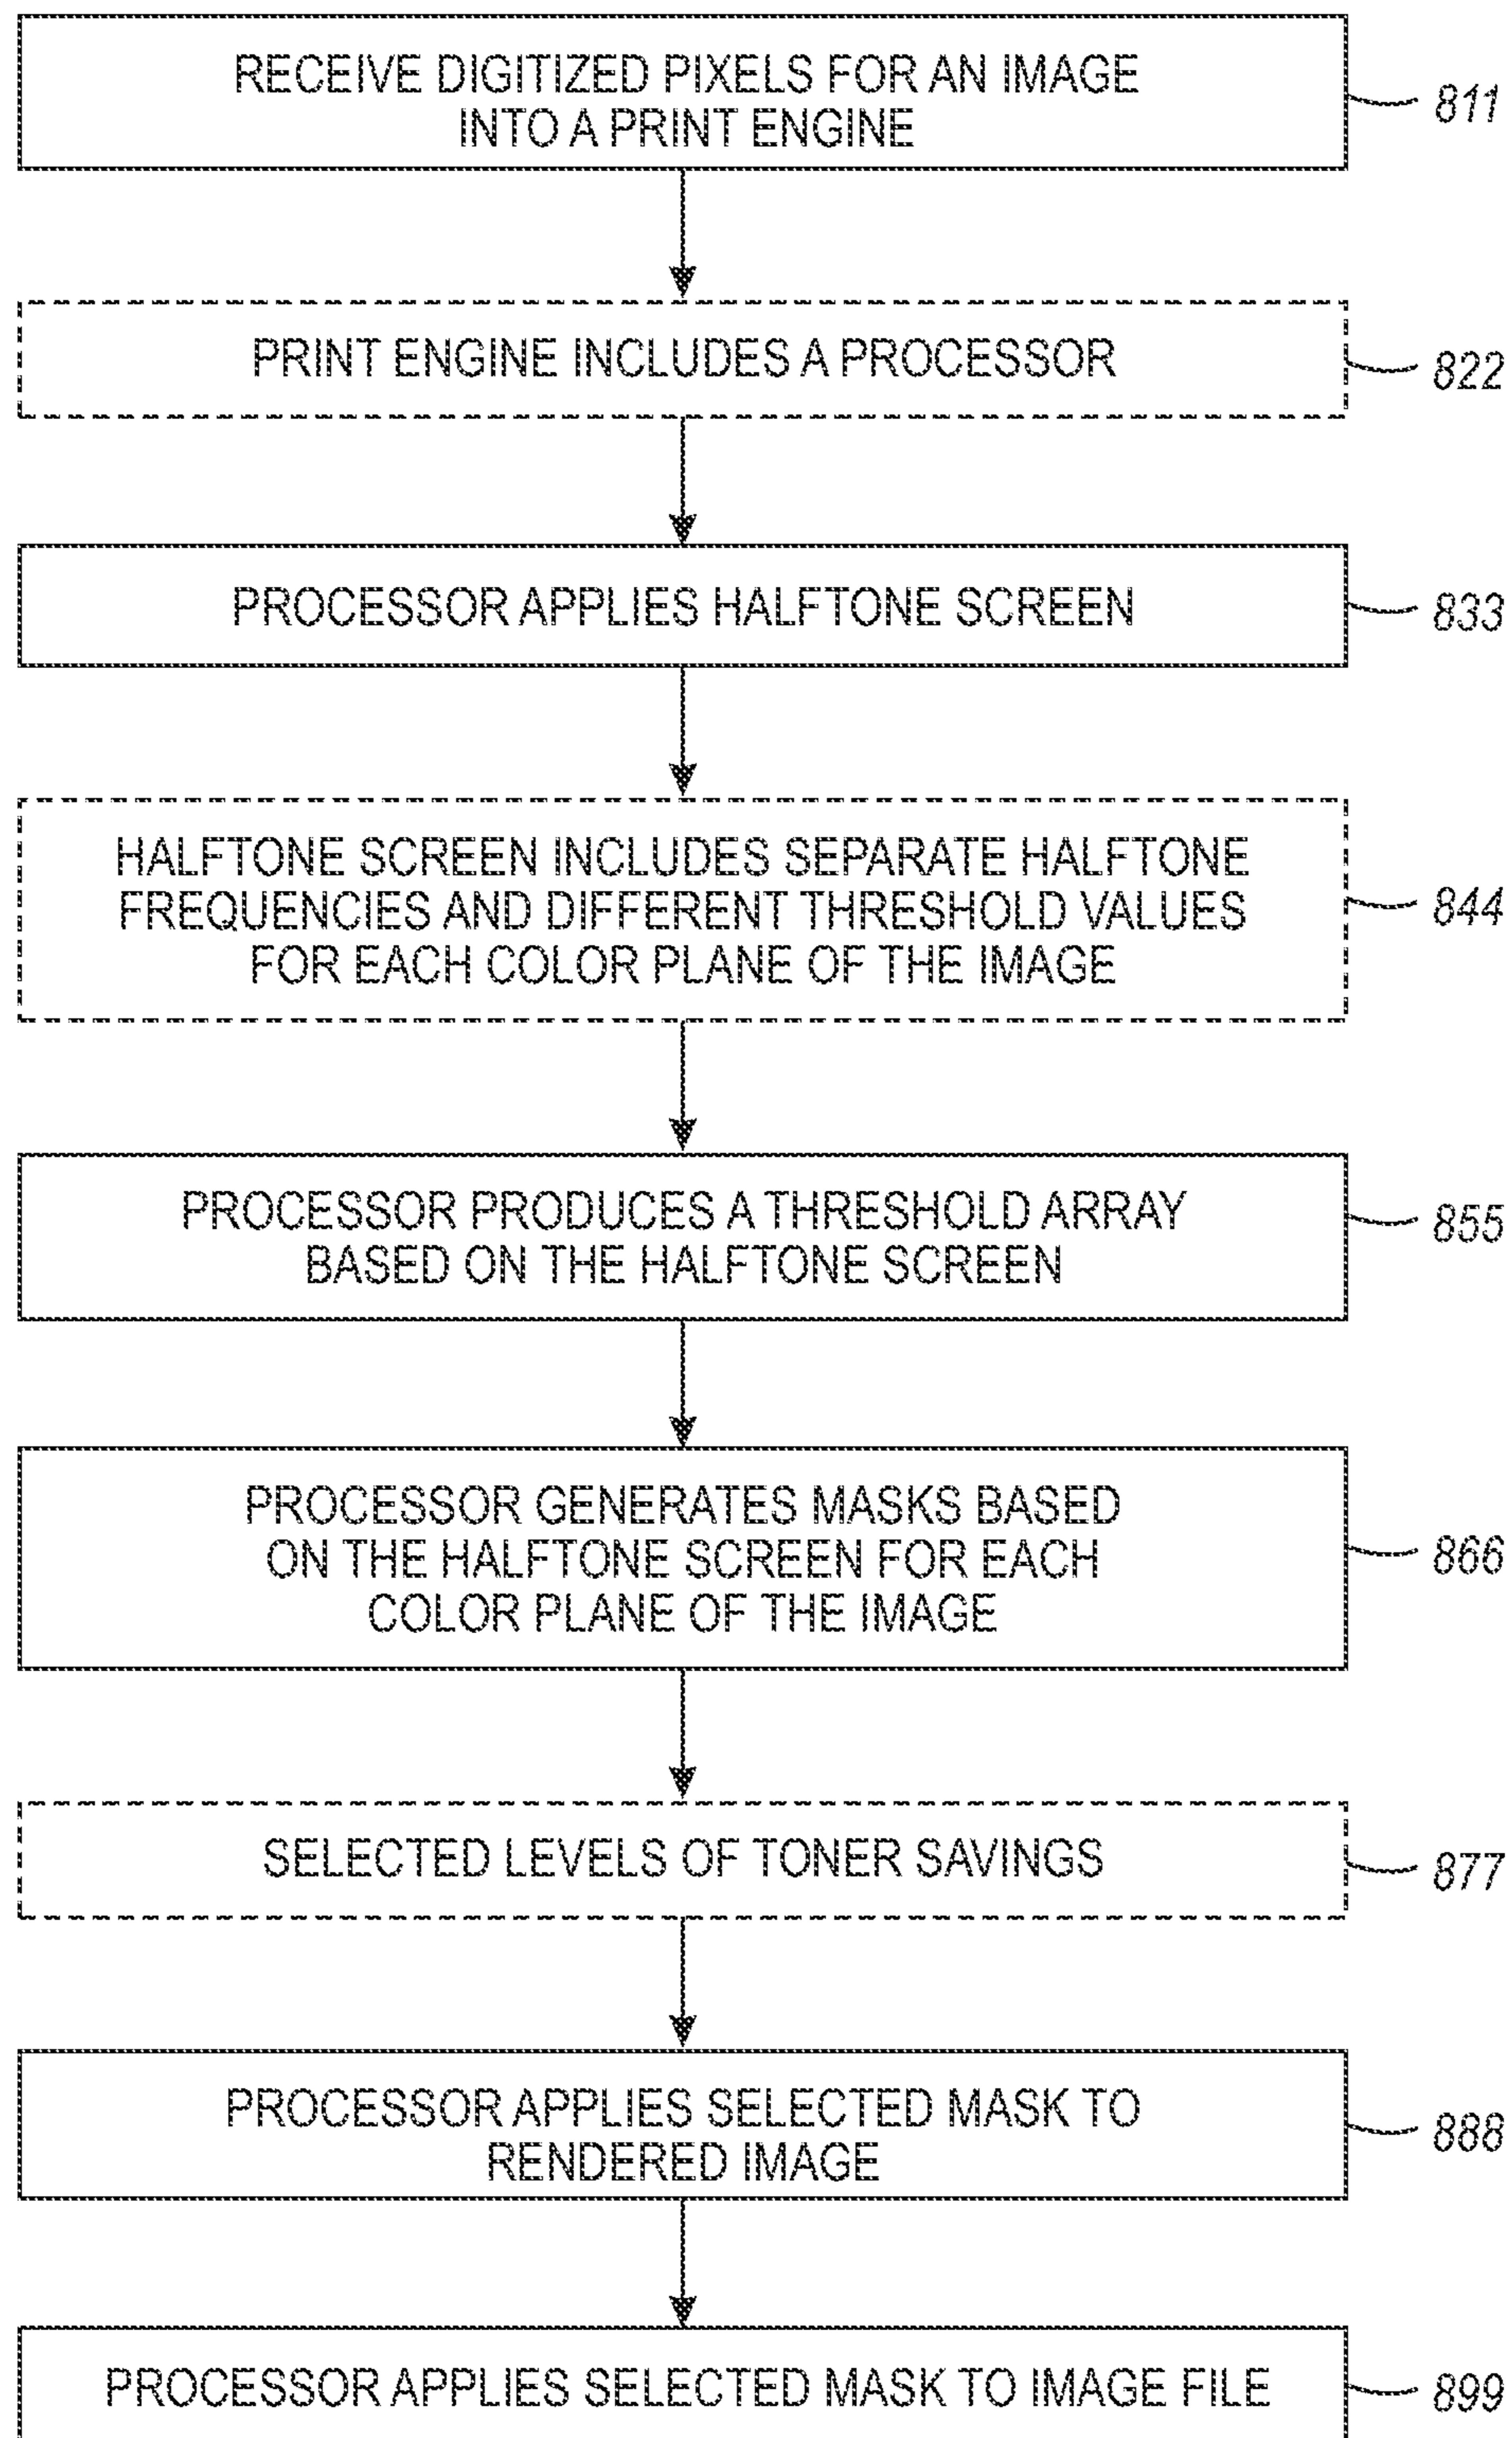 RECEIVE DIGITIZED PIXELS FOR AN IMAGE
INTO A PRINT ENGINE
811
PRINT ENGINE INCLUDES A PROCESSOR
822
PROCESSOR APPLIES HALFTONE SCREEN
833
HALFTONE SCREEN INCLUDES SEPARATE HALFTONE
FREQUENCIES AND DIFFERENT THRESHOLD VALUES
FOR EACH COLOR PLANE OF THE IMAGE
844
PROCESSOR PRODUCES A THRESHOLD ARRAY
BASED ON THE HALFTONE SCREEN
855
PROCESSOR GENERATES MASKS BASED
ON THE HALFTONE SCREEN FOR EACH
COLOR PLANE OF THE IMAGE
866
SELECTED LEVELS OF TONER SAVINGS
877
PROCESSOR APPLIES SELECTED MASK TO
RENDERED IMAGE
888
PROCESSOR APPLIES SELECTED MASK TO IMAGE FILE
899